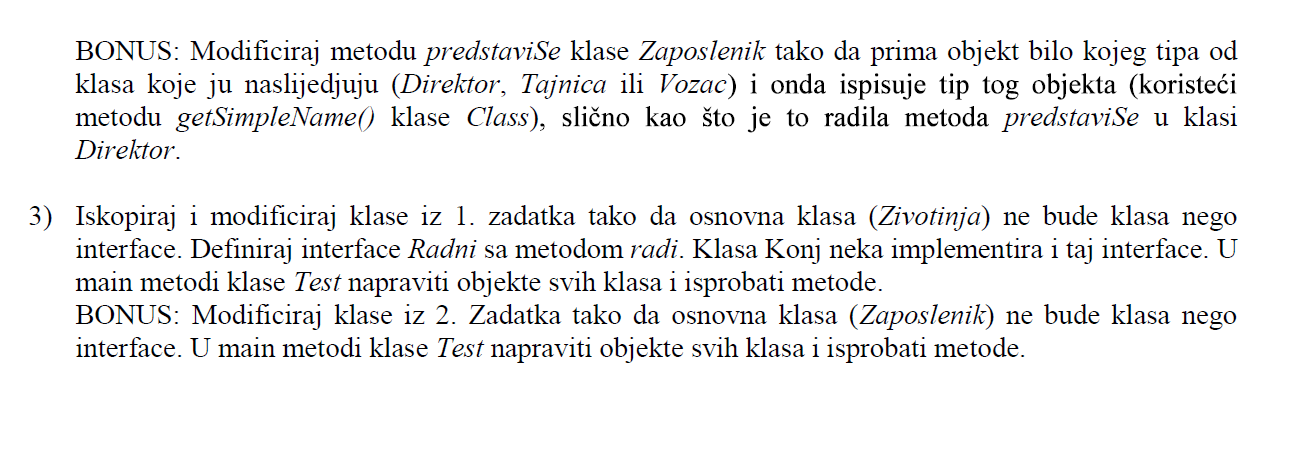 BONUS: Modificiraj metodu predstaviSe klase Zaposlenik tako da prima objekt bilo kojeg tipa od
klasa koje ju naslijedjuju (Direktor, Tajnica ili Vozac) i onda ispisuje tip tog objekta (koristeći
metodu getSimpleName() klase Class), slično kao što je to radila metoda predstaviSe u klasi
Direktor.
3) Iskopiraj i modificiraj klase iz 1. zadatka tako da osnovna klasa (Zivotinja) ne bude klasa nego
interface. Definiraj interface Radni sa metodom radi. Klasa Konj neka implementira i taj interface. U
main metodi klase Test napraviti objekte svih klasa i isprobati metode.
BONUS: Modificiraj klase iz 2. Zadatka tako da osnovna klasa (Zaposlenik) ne bude klasa nego
interface. U main metodi klase Test napraviti objekte svih klasa i isprobati metode.